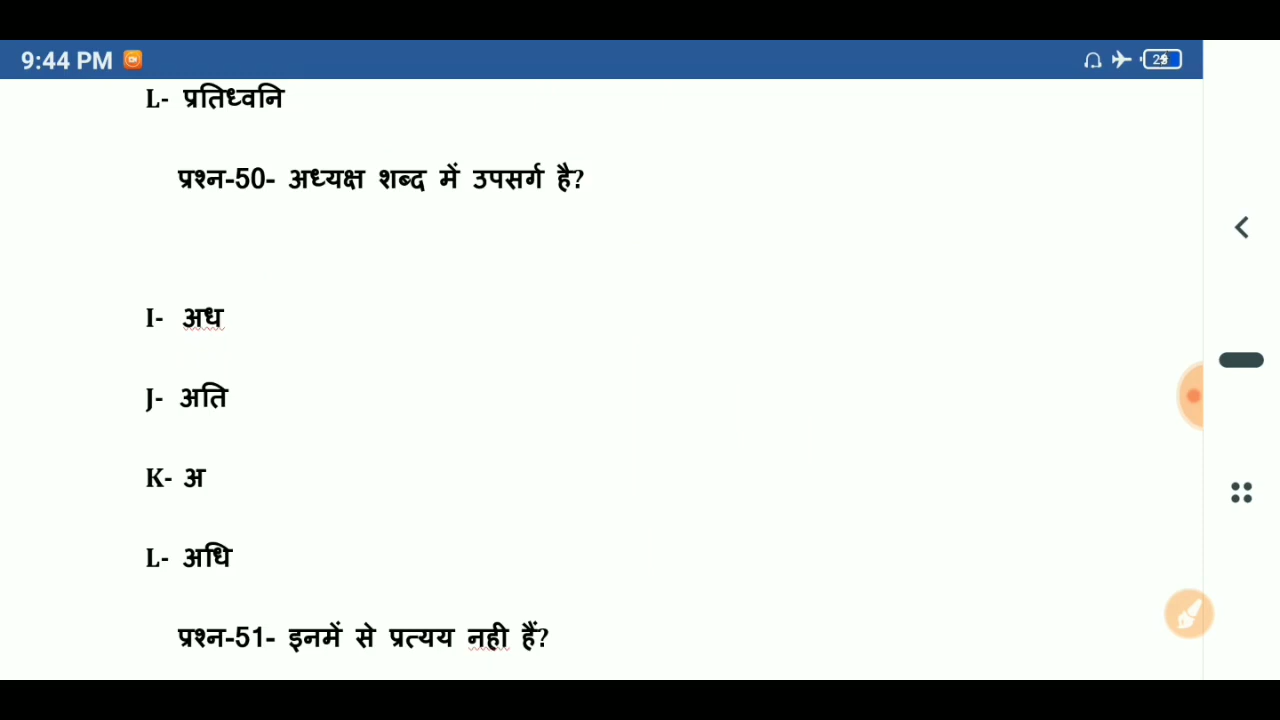 9:44 PM
L- प्रतिध्वनि
प्रश्न-50- अध्यक्ष शब्द में उपसर्ग है?
I- अध
J- अति
K- अ
L- अधि
प्रश्न-51- इनमें से प्रत्यय नही हैं?